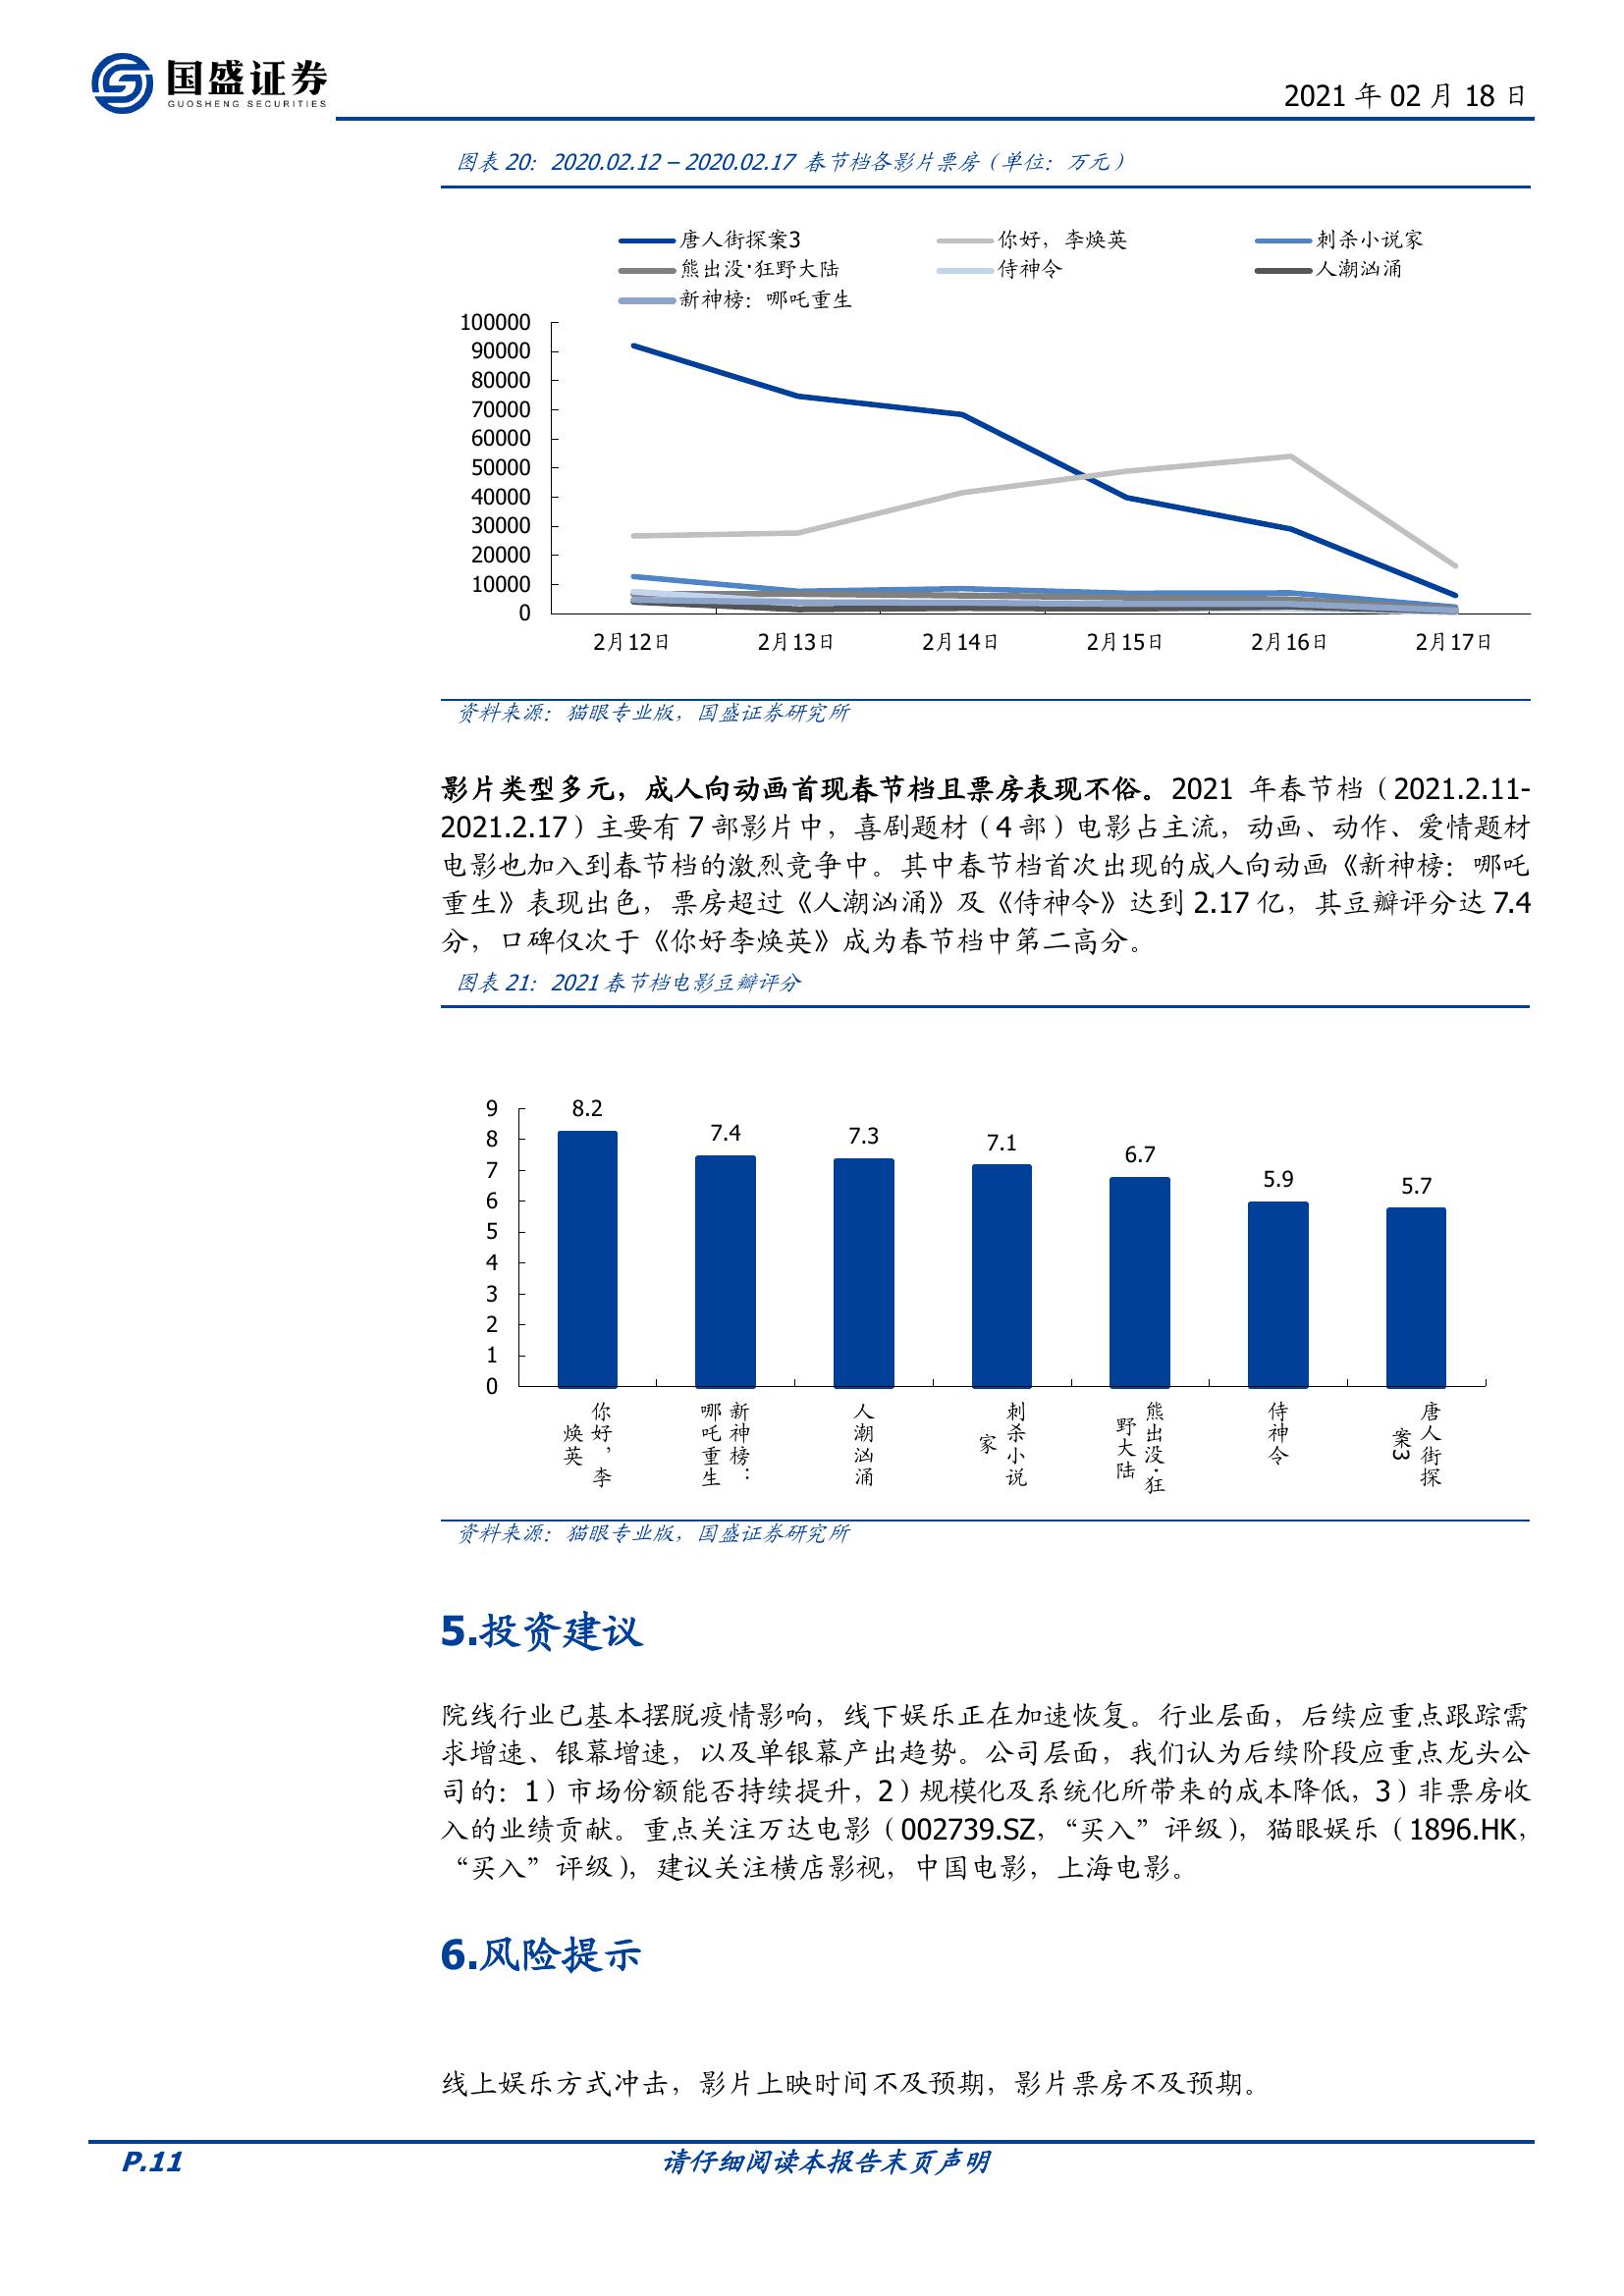 国盛证券
GUOSHENG SECURITIES
2021 年 02 月 18 日
图表 20：2020.02.12 – 2020.02.17 春节档各影片票房（单位：万元）
唐人街探案3
你好，李焕英
刺杀小说家
熊出没·狂野大陆
侍神令
人潮汹涌
新神榜：哪吒重生
100000
90000
80000
70000
60000
50000
40000
30000
20000
10000
0
2月12日
2月13日
2月14日
2月15日
2月16日
2月17日
资料来源：猫眼专业版，国盛证券研究所
影片类型多元，成人向动画首现春节档且票房表现不俗。2021 年春节档（2021.2.11-
2021.2.17）主要有 7 部影片中，喜剧题材（4 部）电影占主流，动画、动作、爱情题材
电影也加入到春节档的激烈竞争中。其中春节档首次出现的成人向动画《新神榜：哪吒
重生》表现出色，票房超过《人潮汹涌》及《侍神令》达到 2.17 亿，其豆瓣评分达 7.4
分，口碑仅次于《你好李焕英》成为春节档中第二高分。
图表 21：2021 春节档电影豆瓣评分
9
8
7
6
5
4
3
2
1
0
8.2
7.4
7.3
7.1
6.7
5.9
5.7
你好，李
焕英
新神榜：
哪吒重生
人潮汹涌
刺杀小说
家
熊出没·狂
野大陆
侍神令
唐人街探
案3
资料来源：猫眼专业版，国盛证券研究所
5.投资建议
院线行业已基本摆脱疫情影响，线下娱乐正在加速恢复。行业层面，后续应重点跟踪需
求增速、银幕增速，以及单银幕产出趋势。公司层面，我们认为后续阶段应重点龙头公
司的：1）市场份额能否持续提升，2）规模化及系统化所带来的成本降低，3）非票房收
入的业绩贡献。重点关注万达电影（002739.SZ，“买入”评级），猫眼娱乐（1896.HK，
“买入”评级），建议关注横店影视，中国电影，上海电影。
6.风险提示
线上娱乐方式冲击，影片上映时间不及预期，影片票房不及预期。
P.11
请仔细阅读本报告末页声明